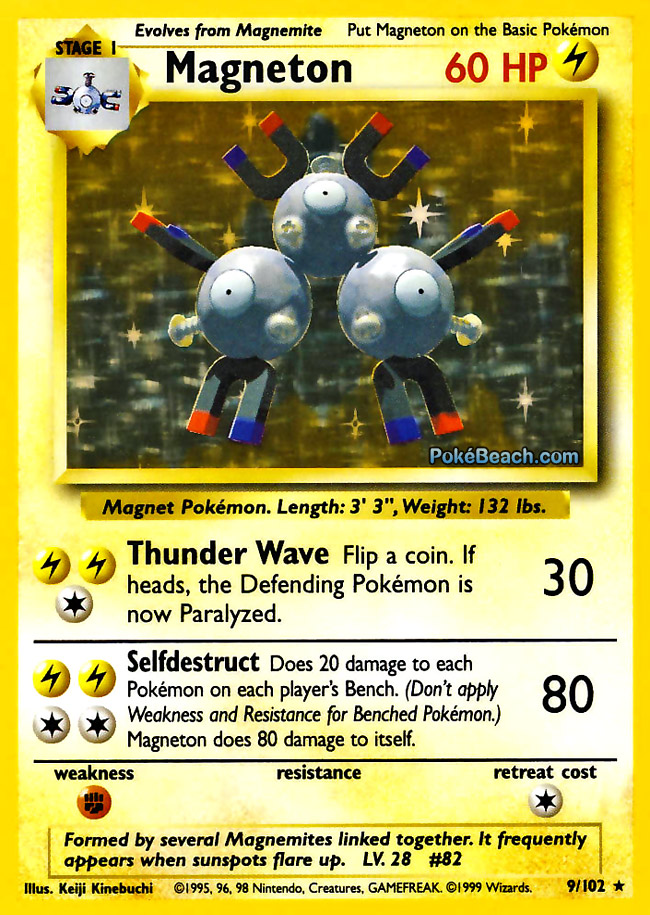 Evolves from Magnemite Put Magneton on the Basic Pokémon
STAGE 1
Magneton 60 HP
PokéBeach.com
Magnet Pokémon. Length: 3' 3", Weight: 132 lbs.
Thunder Wave Flip a coin. If
heads, the Defending Pokémon is
now Paralyzed.
30
Selfdestruct Does 20 damage to each
Pokémon on each player's Bench. (Don't apply
Weakness and Resistance for Benched Pokémon.)
Magneton does 80 damage to itself.
80
weakness resistance retreat cost
Formed by several Magnemites linked together. It frequently
appears when sunspots flare up. LV. 28 #82
Illus. Keiji Kinebuchi ©1995, 96, 98 Nintendo, Creatures, GAMEFREAK. ©1999 Wizards. 9/102 ★